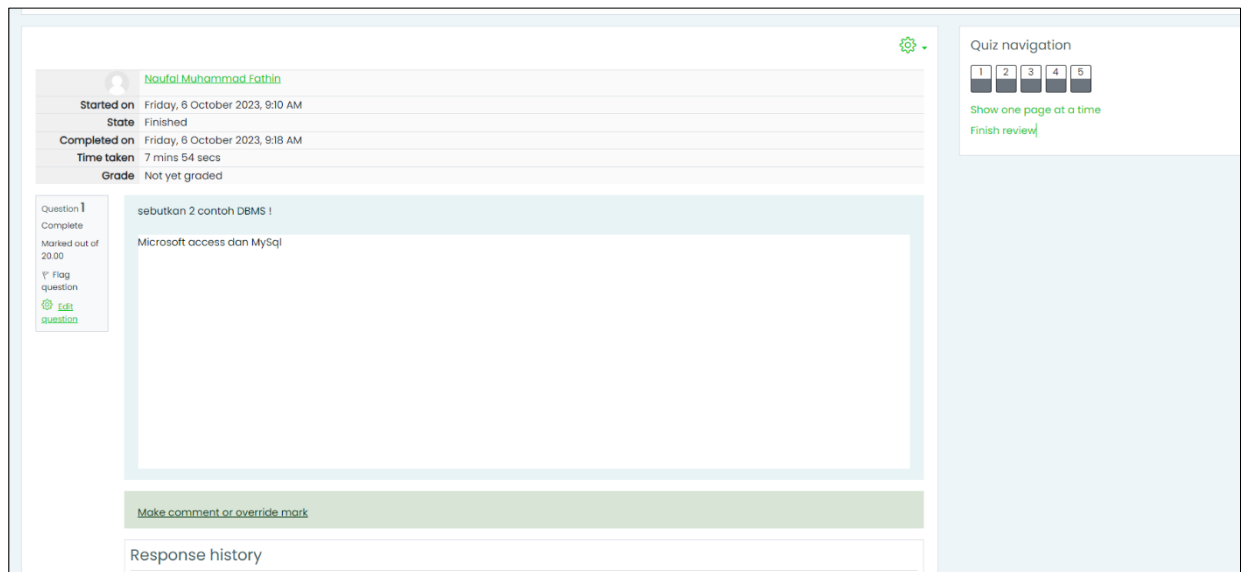 Naufal Muhammad Fathin
Started on Friday, 6 October 2023, 9:10 AM
State Finished
Completed on Friday, 6 October 2023, 9:18 AM
Time taken 7 mins 54 secs
Grade Not yet graded
Question 1
Complete
Marked out of
20.00
Flag
question
Edit
question
sebutkan 2 contoh DBMS !
Microsoft access dan MySql
Make comment or override mark
Response history
Quiz navigation
1 2 3 4 5
Show one page at a time
Finish review